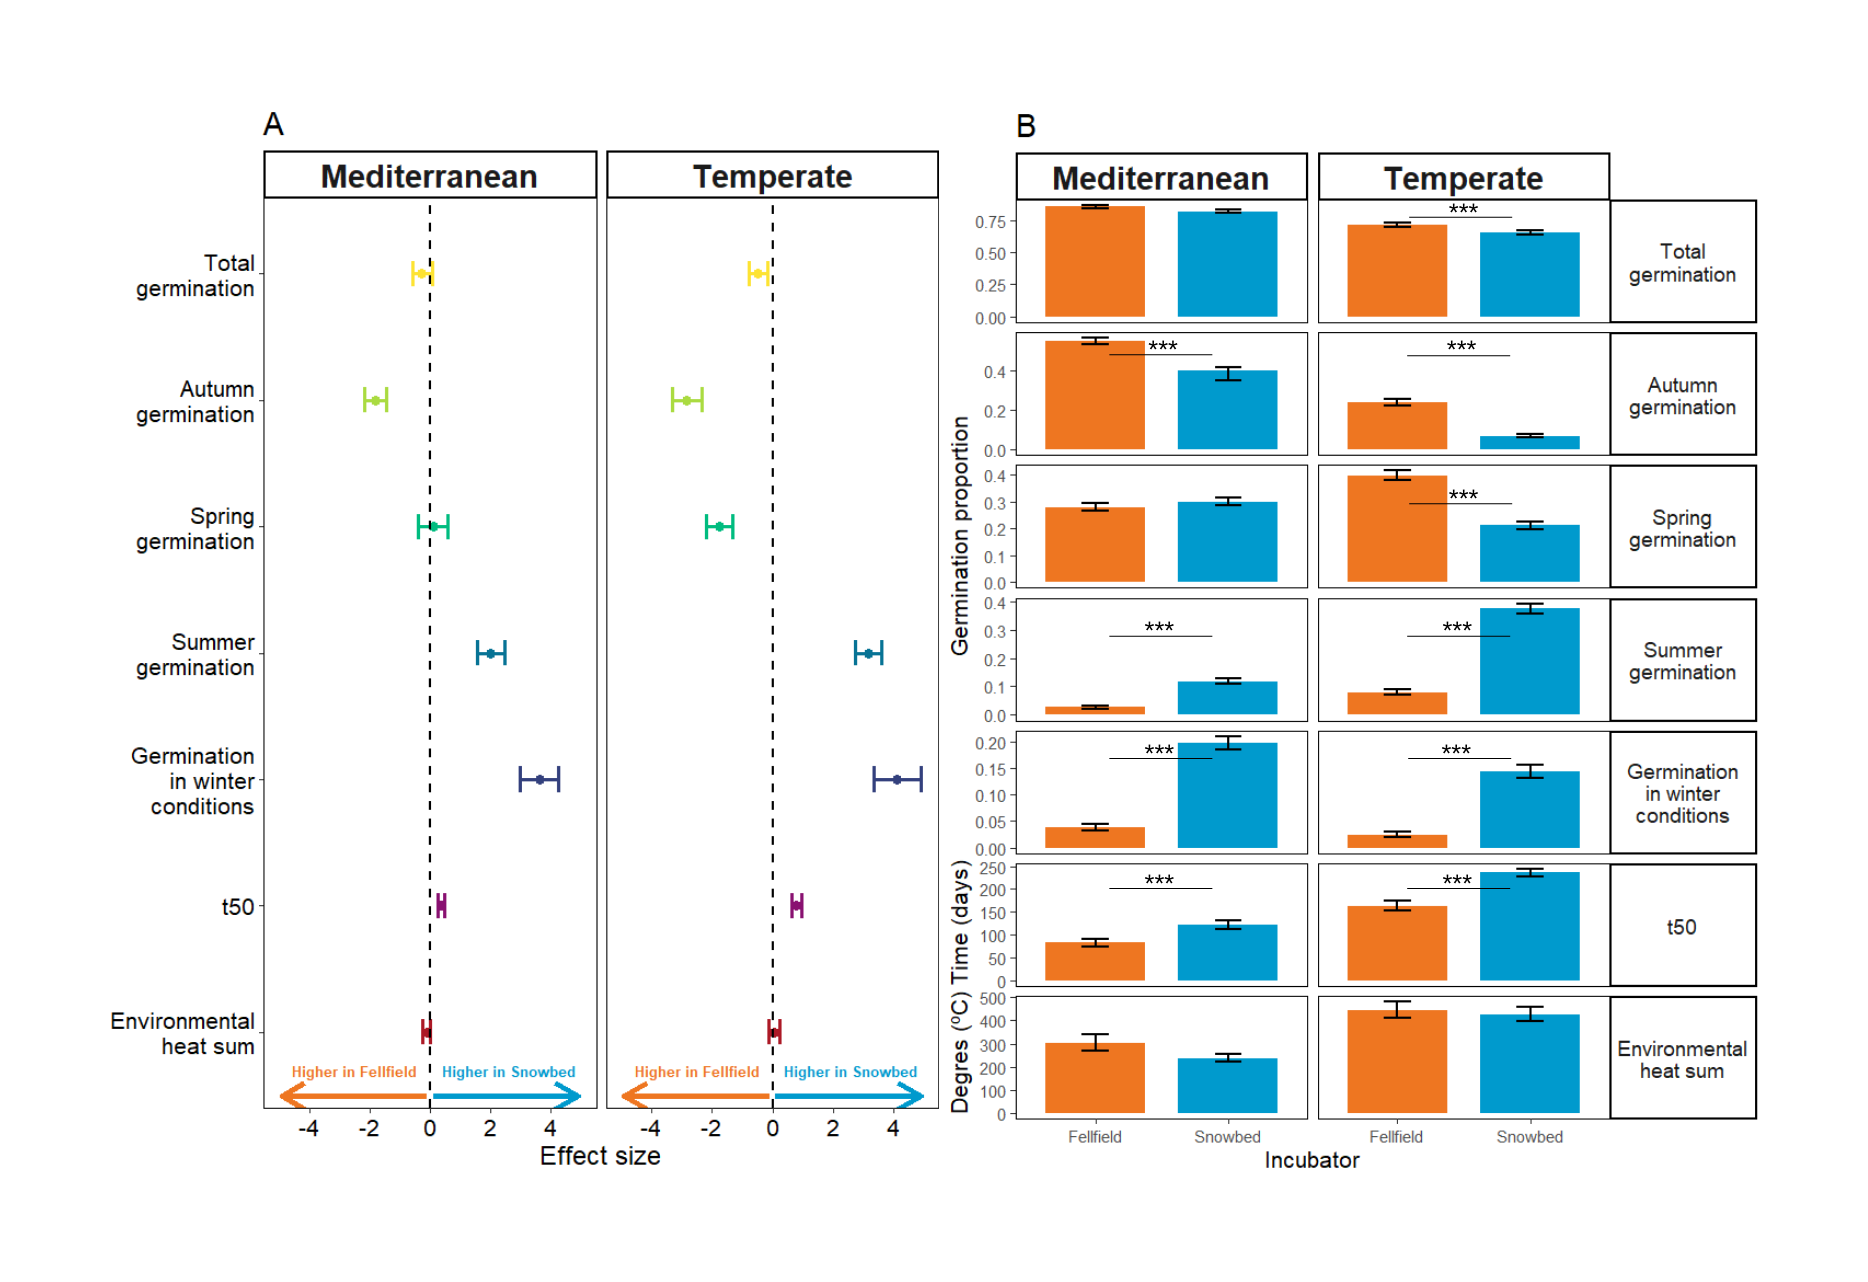 A
Mediterranean
Temperate
Total
germination
Autumn
germination
Spring
germination
Summer
germination
Germination
in winter
conditions
t50
Environmental
heat sum
Higher in Fellfield
Higher in Snowbed
Higher in Fellfield
Higher in Snowbed
-4 -2 0 2 4
-4 -2 0 2 4
Effect size
B
Mediterranean
Temperate
Germination proportion
Time (days)
Degres (ºC)
0.75
0.50
0.25
0.00
***
Total
germination
0.4
0.2
0.0
***
***
Autumn
germination
0.4
0.3
0.2
0.1
0.0
***
Spring
germination
0.4
0.3
0.2
0.1
0.0
***
***
Summer
germination
0.20
0.15
0.10
0.05
0.00
***
***
Germination
in winter
conditions
250
200
150
100
50
0
***
***
t50
500
400
300
200
100
0
Environmental
heat sum
Fellfield Snowbed
Fellfield Snowbed
Incubator